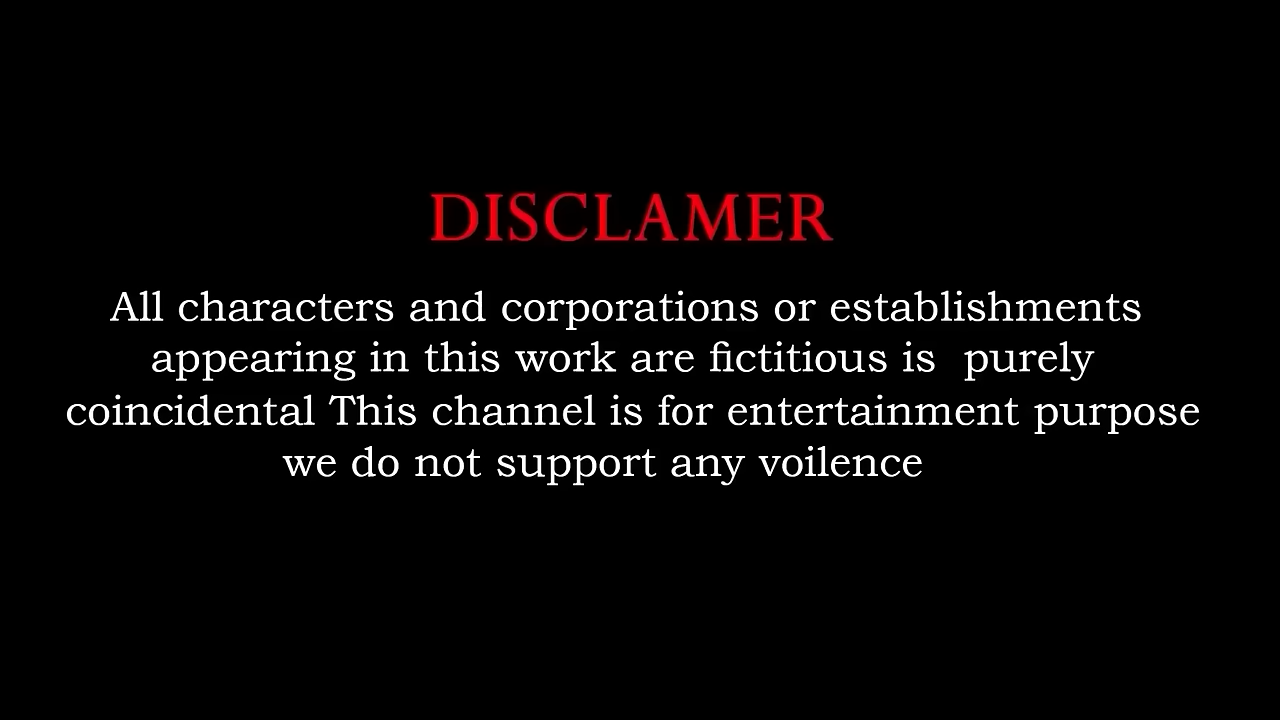 DISCLAMER
All characters and corporations or establishments
appearing in this work are fictitious is  purely
coincidental This channel is for entertainment purpose
we do not support any voilence